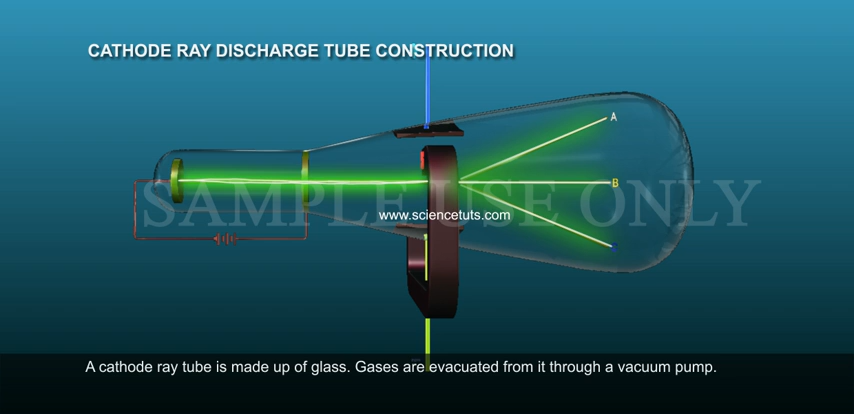 CATHODE RAY DISCHARGE TUBE CONSTRUCTION
A
B
SAMPLE USE ONLY
www.sciencetuts.com
A cathode ray tube is made up of glass. Gases are evacuated from it through a vacuum pump.